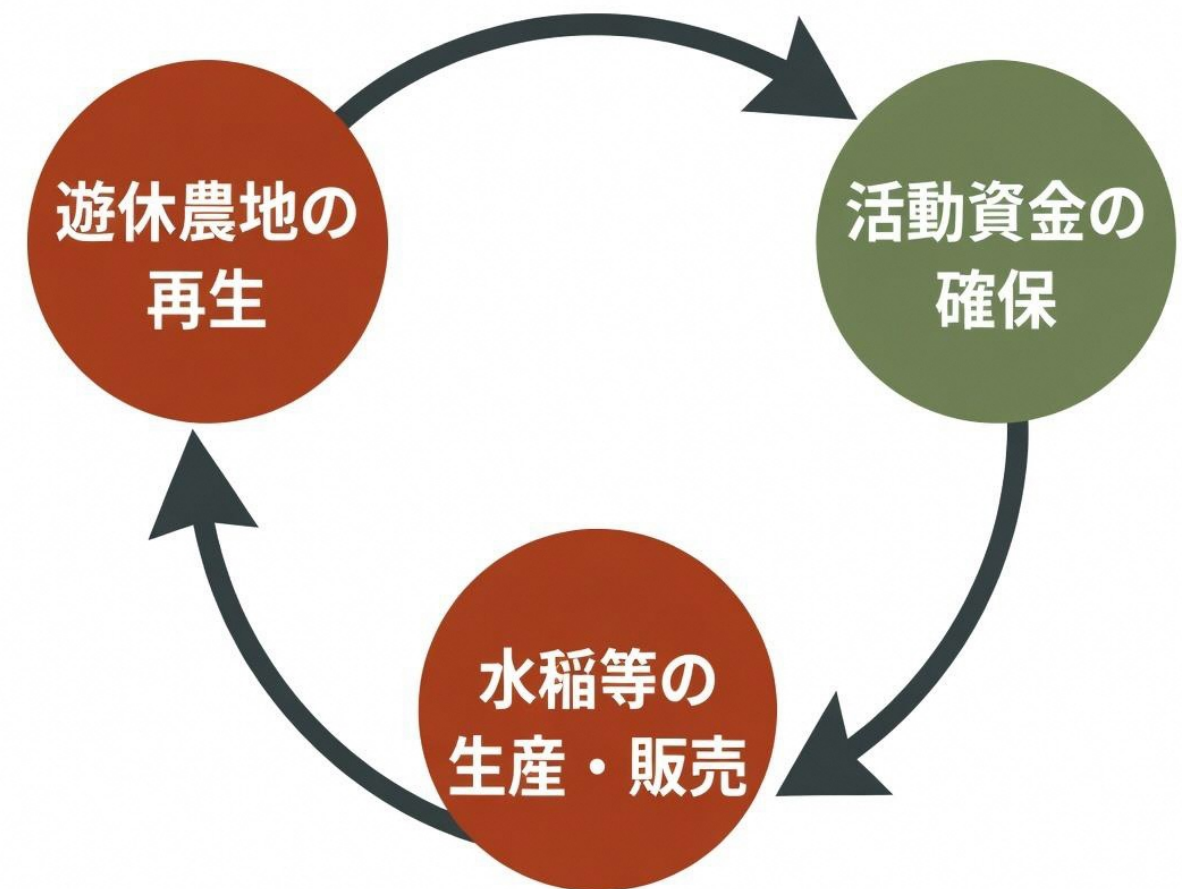 遊休農地の
再生
活動資金の
確保
水稲等の
生産・販売